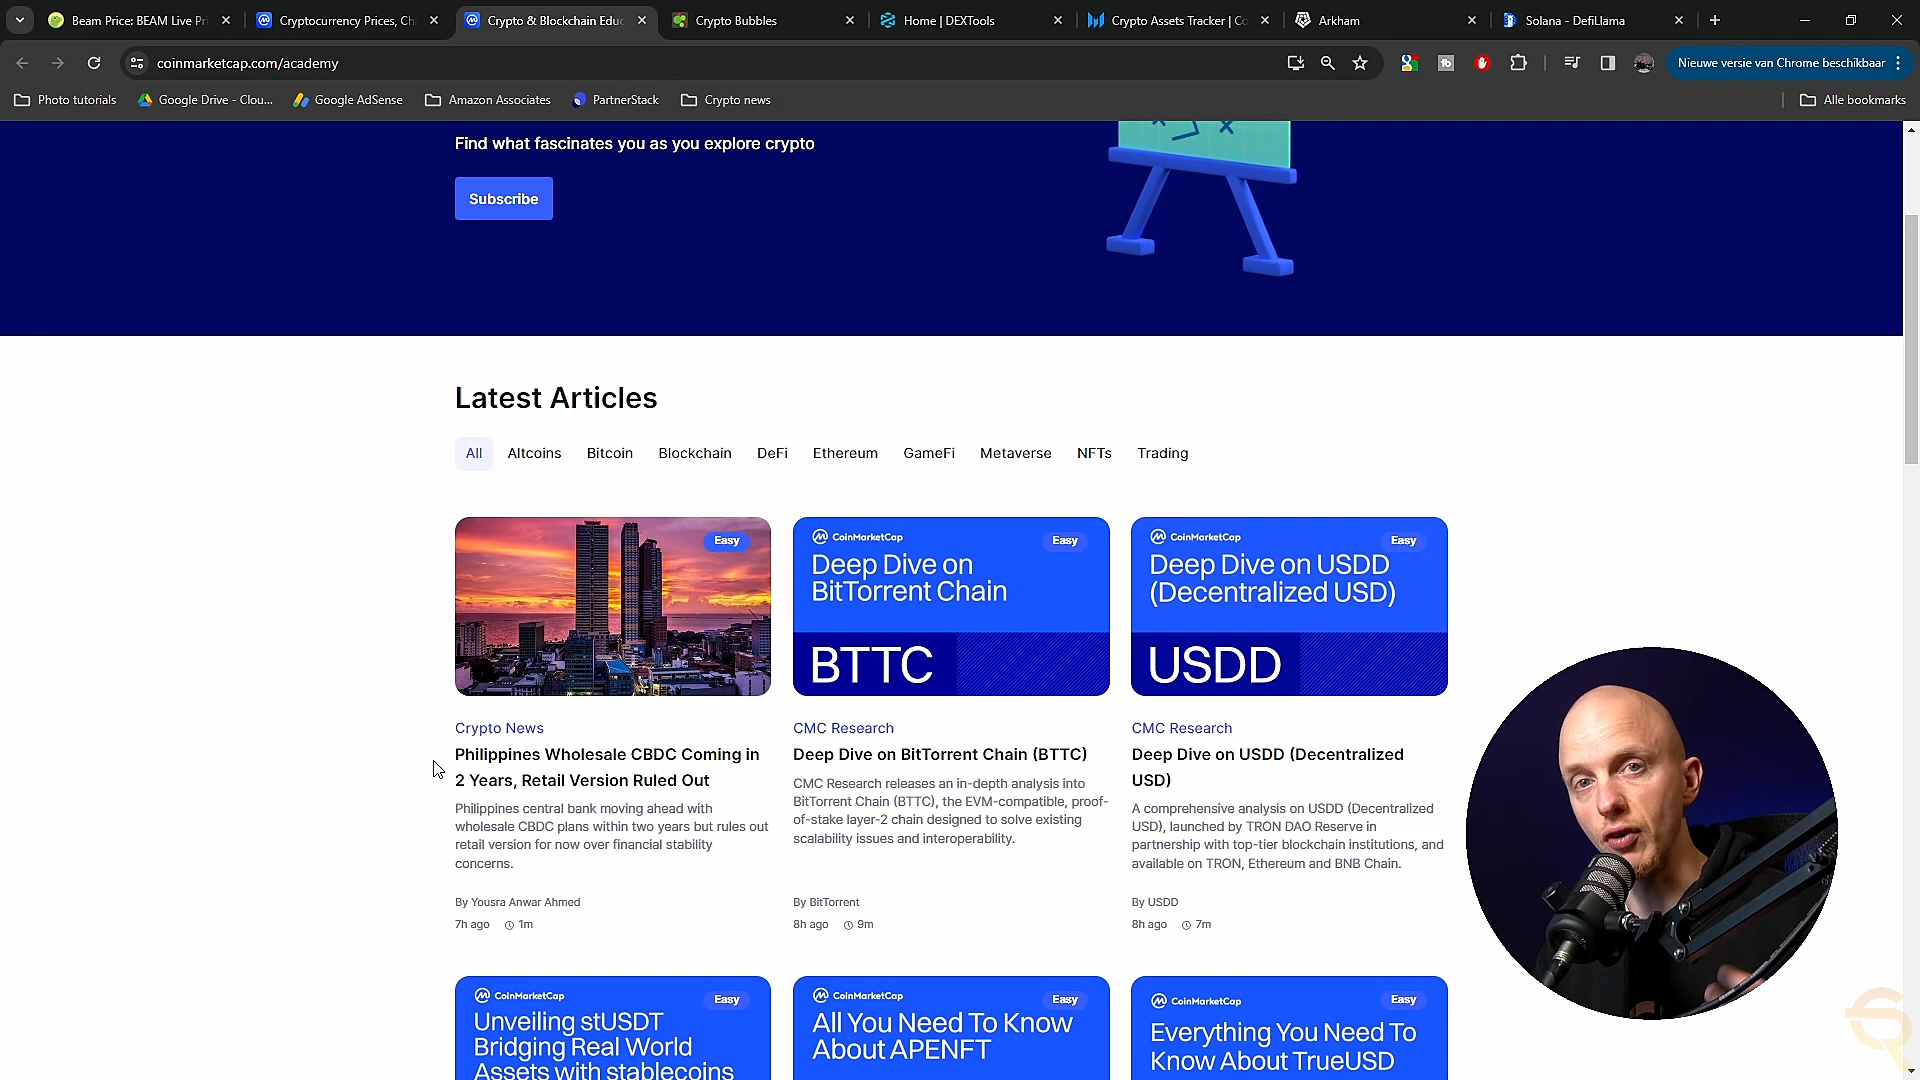 Beam Price: BEAM Live Pri
Cryptocurrency Prices, Ch
Crypto & Blockchain Educ
Crypto Bubbles
Home | DEXTools
Crypto Assets Tracker | Co
Arkham
Solana - DefiLlama
coinmarketcap.com/academy
Nieuwe versie van Chrome beschikbaar
Photo tutorials
Google Drive - Clou...
Google AdSense
Amazon Associates
PartnerStack
Crypto news
Alle bookmarks
Find what fascinates you as you explore crypto
Subscribe
Latest Articles
All Altcoins Bitcoin Blockchain DeFi Ethereum GameFi Metaverse NFTs Trading
Easy
CoinMarketCap
Easy
Deep Dive on
BitTorrent Chain
BTTC
CoinMarketCap
Easy
Deep Dive on USDD
(Decentralized USD)
USDD
Crypto News
Philippines Wholesale CBDC Coming in
2 Years, Retail Version Ruled Out
Philippines central bank moving ahead with
wholesale CBDC plans within two years but rules out
retail version for now over financial stability
concerns.
By Yousra Anwar Ahmed
7h ago 1m
CMC Research
Deep Dive on BitTorrent Chain (BTTC)
CMC Research releases an in-depth analysis into
BitTorrent Chain (BTTC), the EVM-compatible, proof-
of-stake layer-2 chain designed to solve existing
scalability issues and interoperability.
By BitTorrent
8h ago 9m
CMC Research
Deep Dive on USDD (Decentralized
USD)
A comprehensive analysis on USDD (Decentralized
USD), launched by TRON DAO Reserve in
partnership with top-tier blockchain institutions, and
available on TRON, Ethereum and BNB Chain.
By USDD
8h ago 7m
CoinMarketCap
Easy
Unveiling stUSDT
Bridging Real World
Assets with stablecoins
CoinMarketCap
Easy
All You Need To Know
About APENFT
CoinMarketCap
Easy
Everything You Need To
Know About TrueUSD